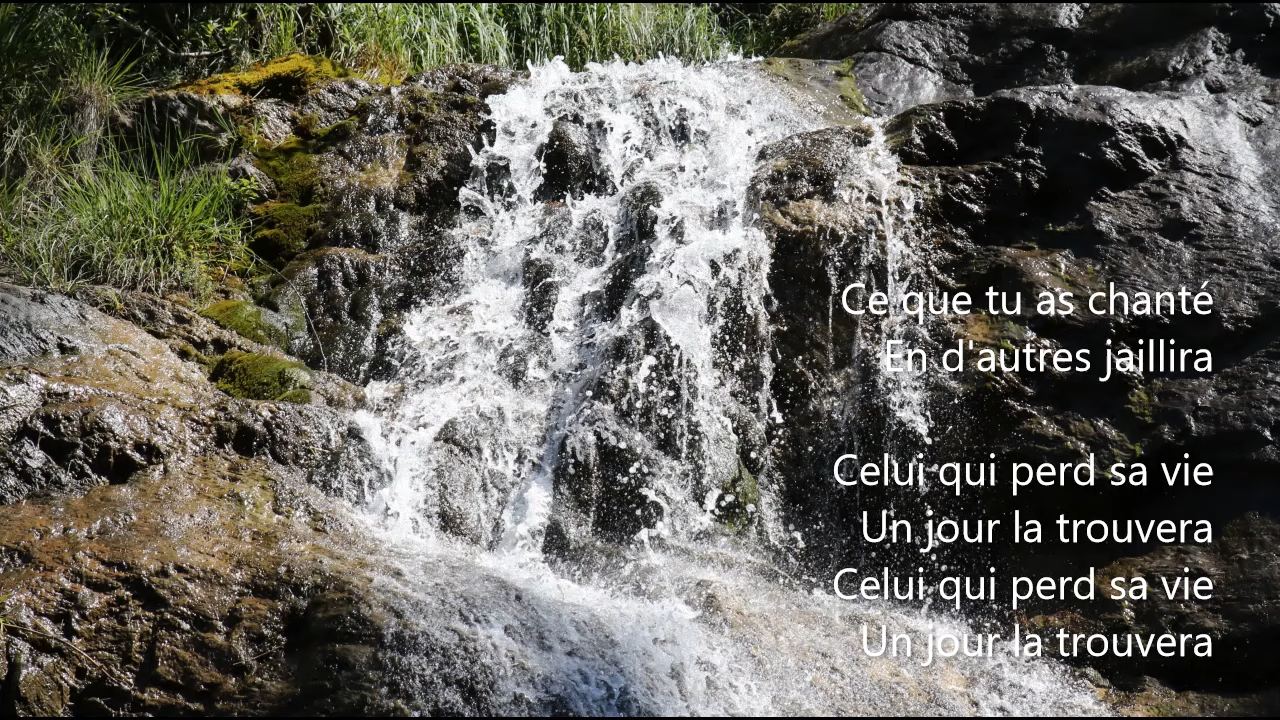 Ce que tu as chanté
En d'autres jaillira
Celui qui perd sa vie
Un jour la trouvera
Celui qui perd sa vie
Un jour la trouvera